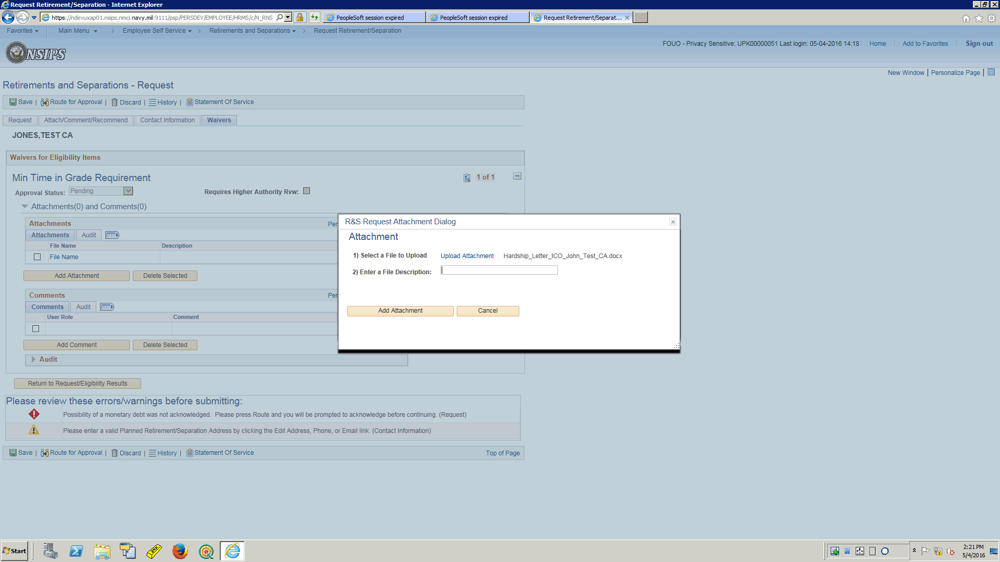 Request Retirement/Separation - Internet Explorer
https://ndevuxap01.nsips.nmci.navy.mil:9111/psp/PERSDEV/EMPLOYEE/HRMS/c/N_RNS_
PeopleSoft session expired
PeopleSoft session expired
Request Retirement/Separat...
Favorites
Main Menu > Employee Self Service > Retirements and Separations > Request Retirement/Separation
FOUO - Privacy Sensitive: UPK00000051 Last login: 05-04-2016 14:18
Home
Add to Favorites
Sign out
NSIPS
New Window | Personalize Page |
Retirements and Separations - Request
Save | Route for Approval | Discard | History | Statement Of Service
Request
Attach/Comment/Recommend
Contact Information
Waivers
JONES,TEST CA
Waivers for Eligibility Items
Min Time in Grade Requirement
1 of 1
Approval Status: Pending
Requires Higher Authority Rvw:
Attachments(0) and Comments(0)
Attachments
Per
Attachments
Audit
File Name
Description
File Name
Add Attachment
Delete Selected
Comments
Per
Comments
Audit
User Role
Comment
Add Comment
Delete Selected
Audit
Return to Request/Eligibility Results
R&S Request Attachment Dialog
Attachment
1) Select a File to Upload
Upload Attachment
Hardship_Letter_ICO_John_Test_CA.docx
2) Enter a File Description:
Add Attachment
Cancel
Please review these errors/warnings before submitting:
Possibility of a monetary debt was not acknowledged. Please press Route and you will be prompted to acknowledge before continuing. (Request)
Please enter a valid Planned Retirement/Separation Address by clicking the Edit Address, Phone, or Email link. (Contact Information)
Save | Route for Approval | Discard | History | Statement Of Service
Top of Page
Start
2:21 PM
5/4/2016